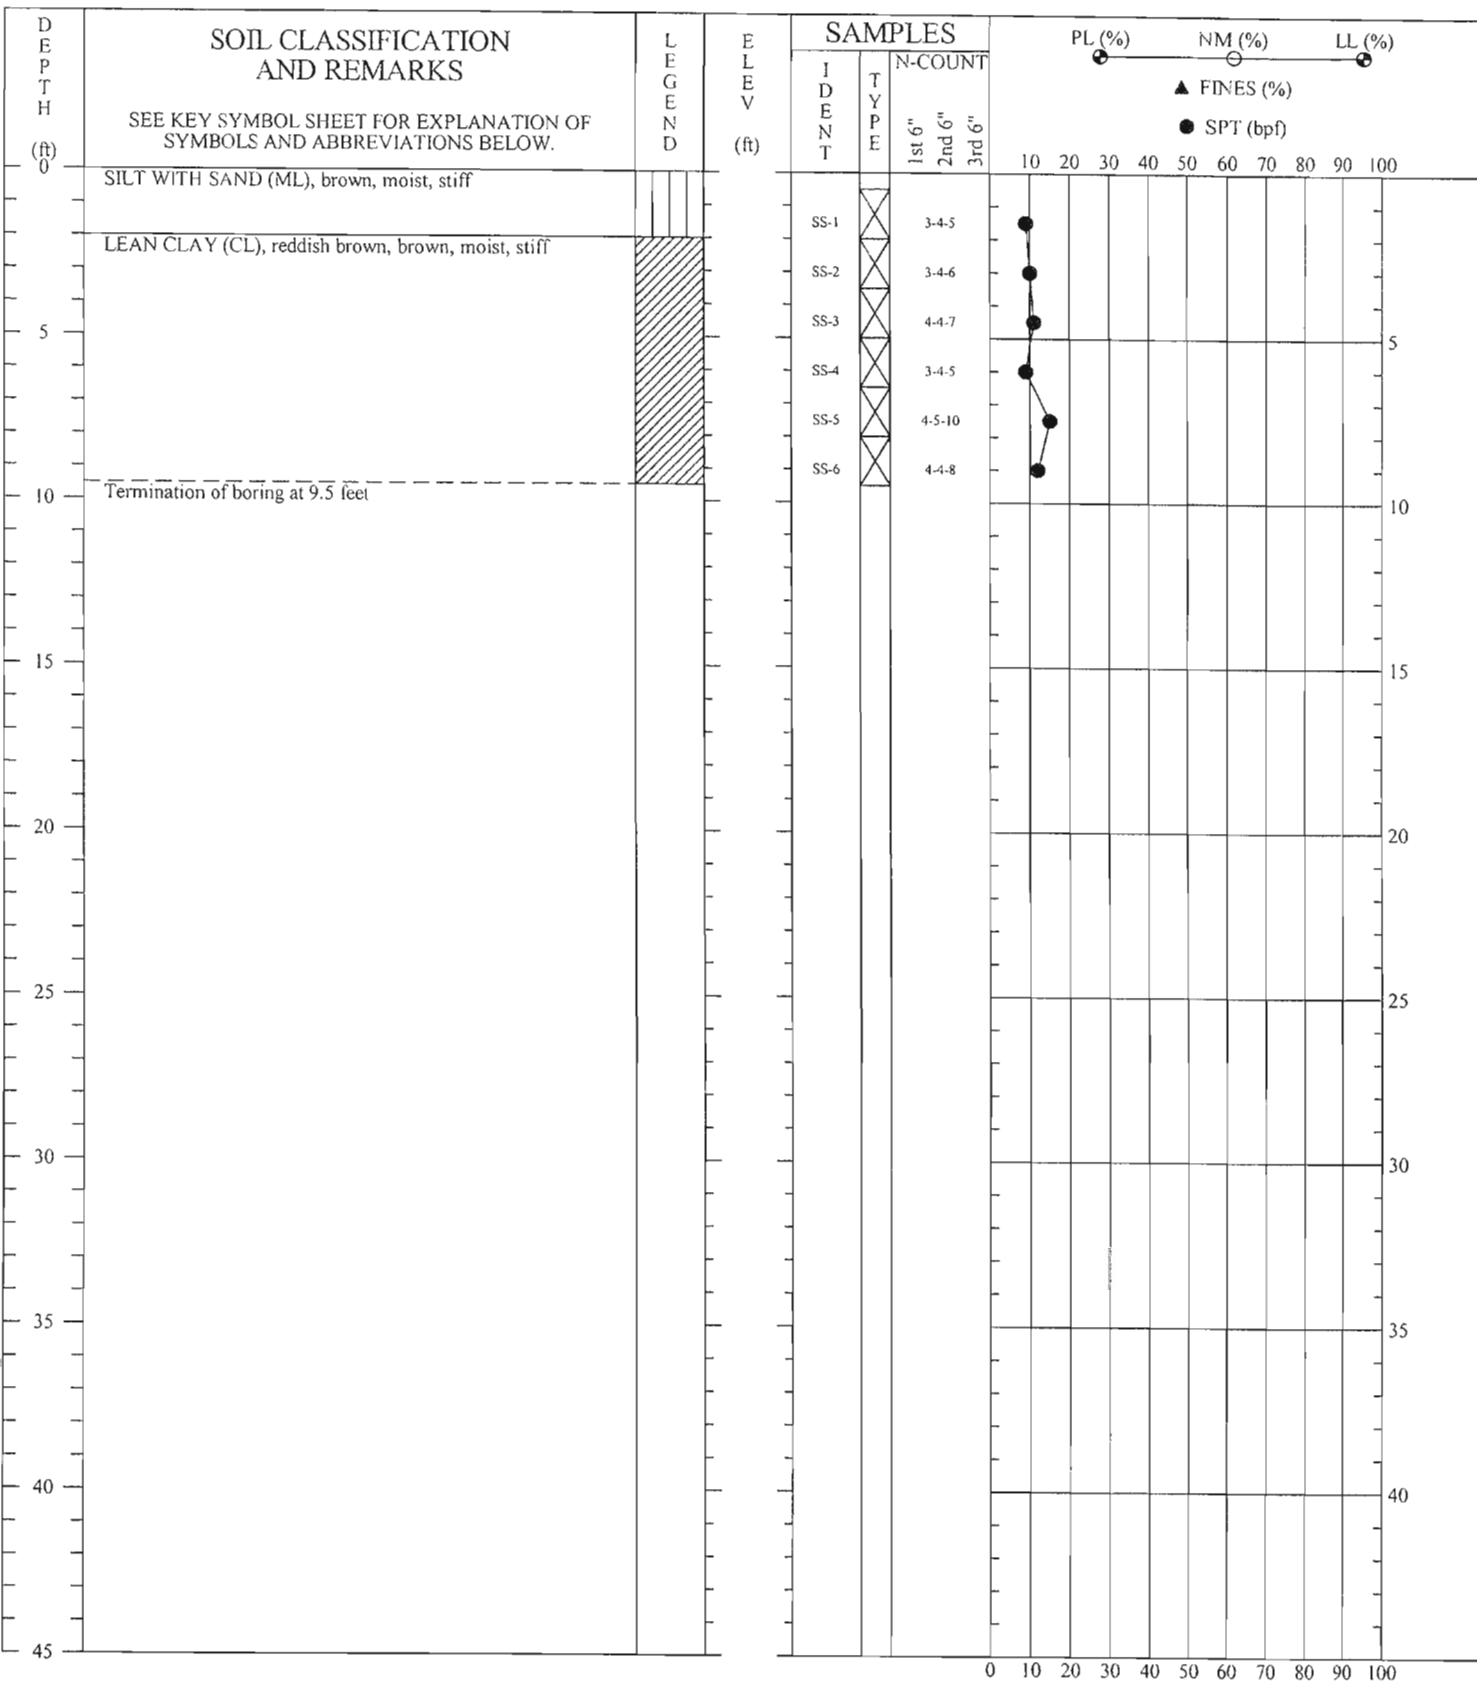 DEPTH (ft)
SOIL CLASSIFICATION
AND REMARKS
SEE KEY SYMBOL SHEET FOR EXPLANATION OF
SYMBOLS AND ABBREVIATIONS BELOW.
LEGEND
ELEV (ft)
SAMPLES
IDENT
TYPE
N-COUNT
1st 6"
2nd 6"
3rd 6"
PL (%) NM (%) LL (%)
▲ FINES (%)
● SPT (bpf)
10 20 30 40 50 60 70 80 90 100
0
SILT WITH SAND (ML), brown, moist, stiff
SS-1 3-4-5
LEAN CLAY (CL), reddish brown, brown, moist, stiff
SS-2 3-4-6
SS-3 4-4-7
5 5
SS-4 3-4-5
SS-5 4-5-10
SS-6 4-4-8
Termination of boring at 9.5 feet
10 10
15 15
20 20
25 25
30 30
35 35
40 40
45
0 10 20 30 40 50 60 70 80 90 100